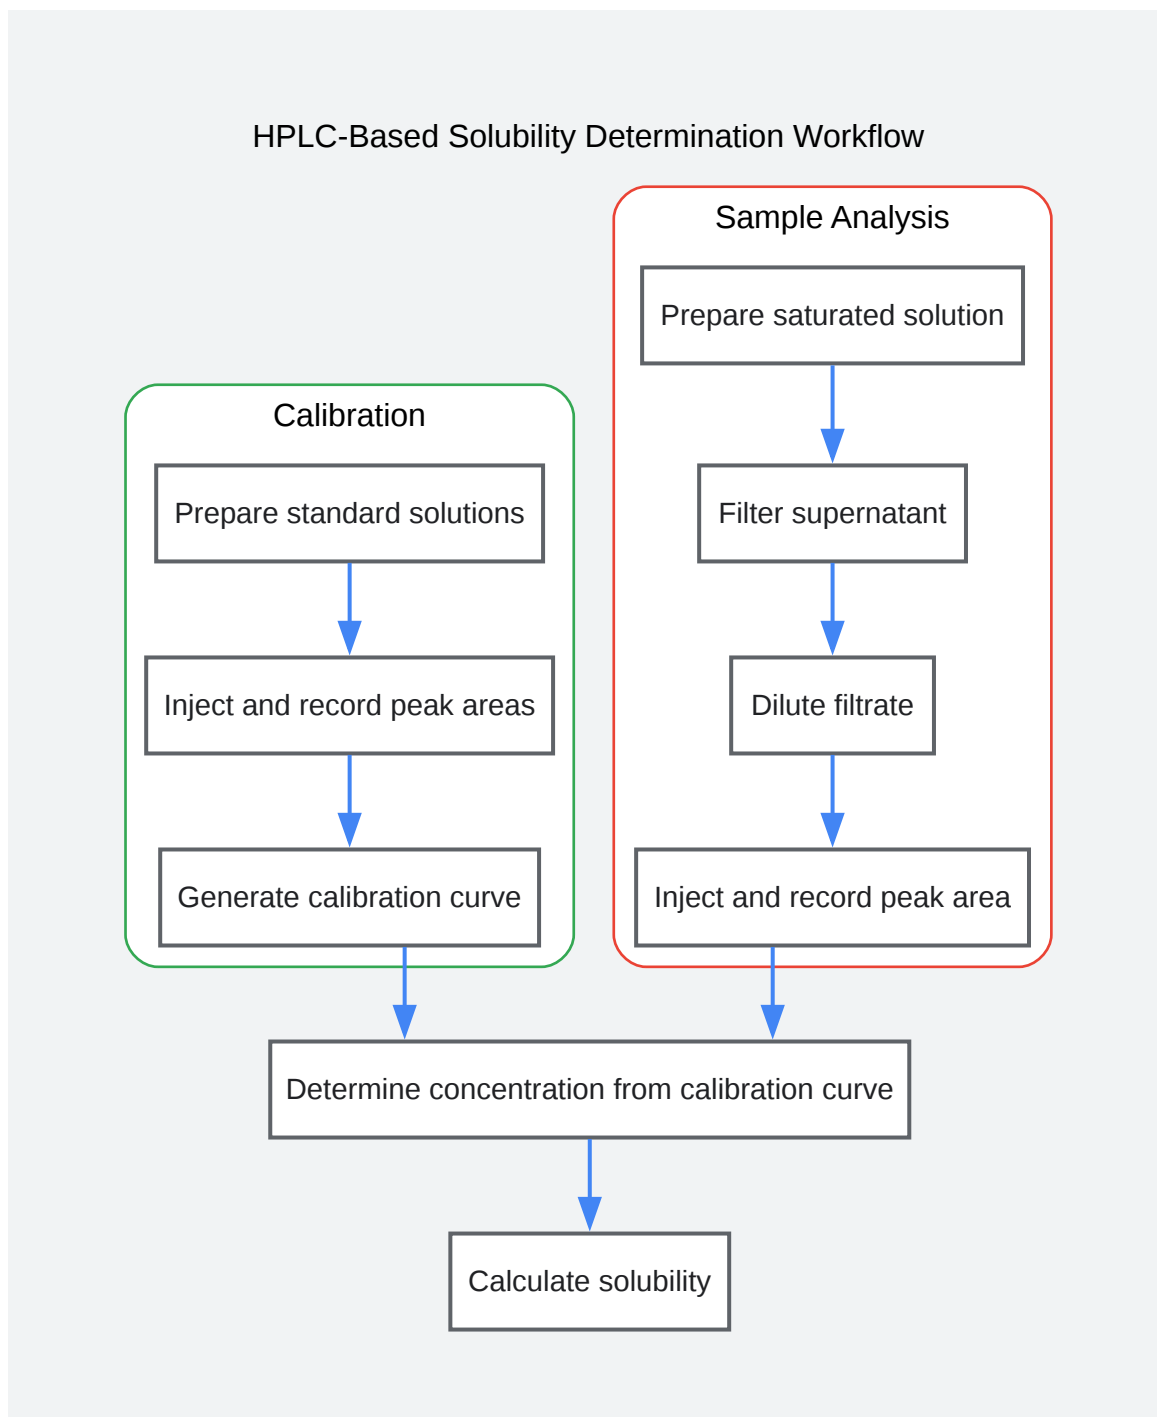 HPLC-Based Solubility Determination Workflow
Sample Analysis
Prepare saturated solution
Filter supernatant
Dilute filtrate
Inject and record peak area
Calibration
Prepare standard solutions
Inject and record peak areas
Generate calibration curve
Determine concentration from calibration curve
Calculate solubility